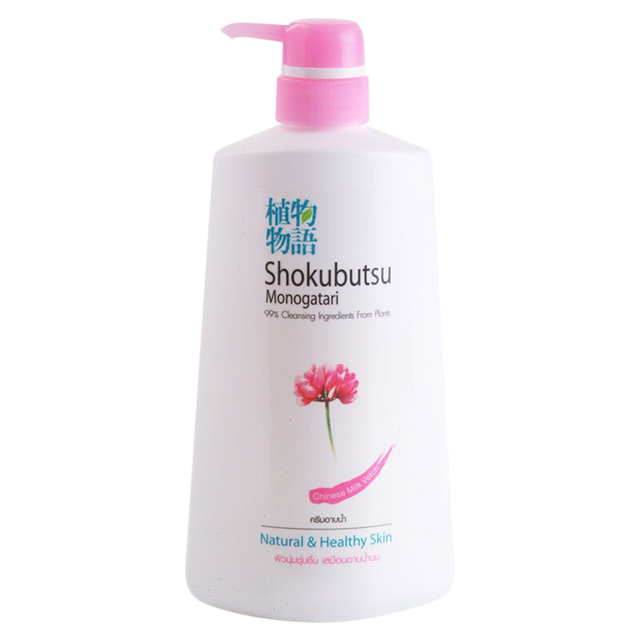 植物
物語
Shokubutsu
Monogatari
99% Cleansing Ingredients From Plants
Chinese Milk Vetch
ครีมอาบน้ำ
Natural & Healthy Skin
ผิวนุ่มชุ่มชื้น เสมือนอาบน้ำนม